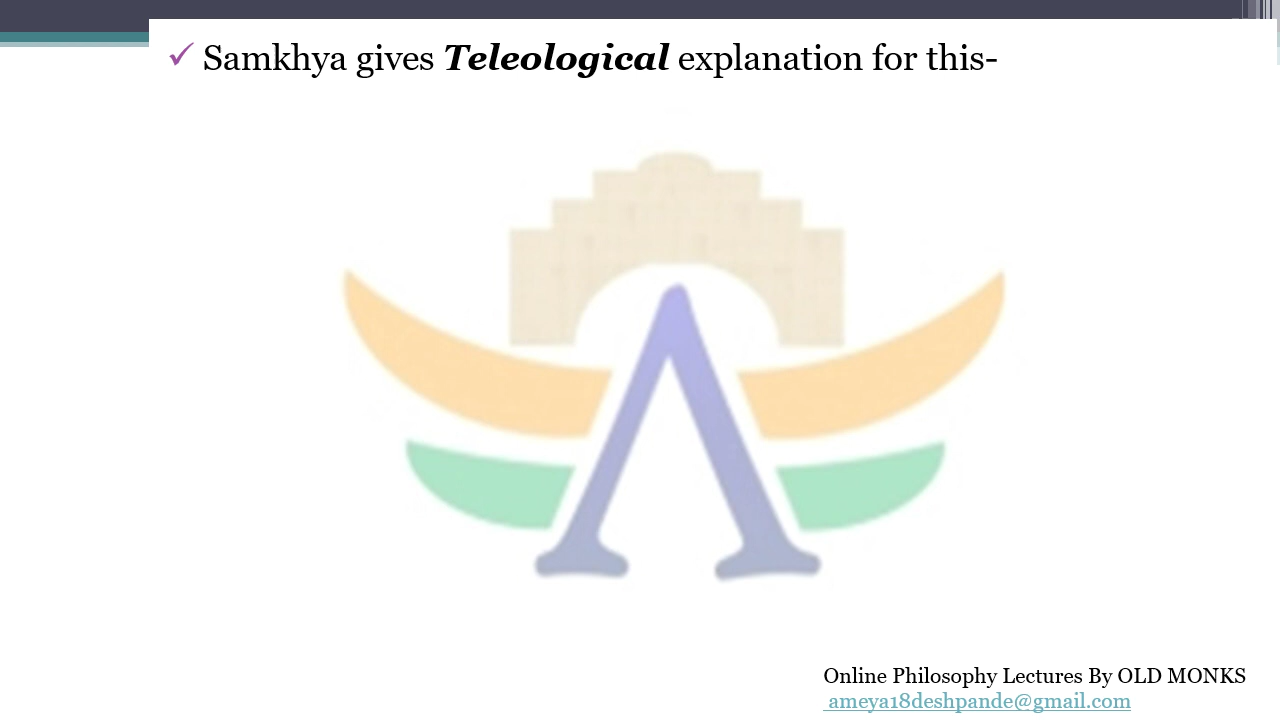 ✓ Samkhya gives Teleological explanation for this-
Online Philosophy Lectures By OLD MONKS
ameya18deshpande@gmail.com